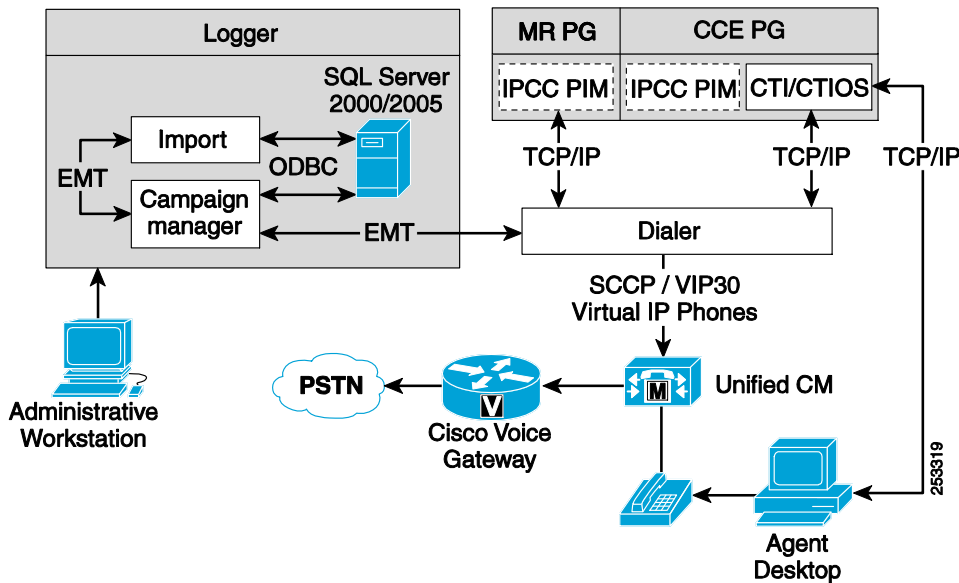 Logger
SQL Server
2000/2005
Import
ODBC
EMT
Campaign
manager
EMT
MR PG
CCE PG
IPCC PIM
IPCC PIM
CTI/CTIOS
TCP/IP
TCP/IP
TCP/IP
Dialer
SCCP / VIP30
Virtual IP Phones
Administrative
Workstation
PSTN
V
Cisco Voice
Gateway
M
Unified CM
Agent
Desktop
253319